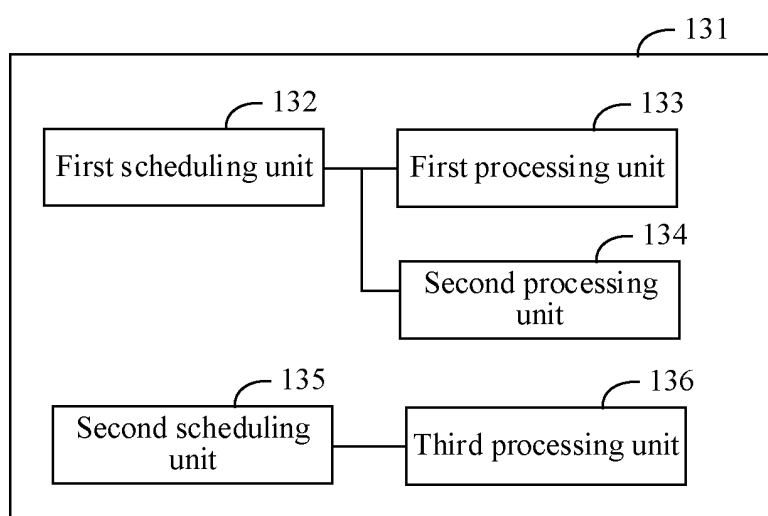 131
132
133
First scheduling unit
First processing unit
134
Second processing
unit
135
136
Second scheduling
unit
Third processing unit